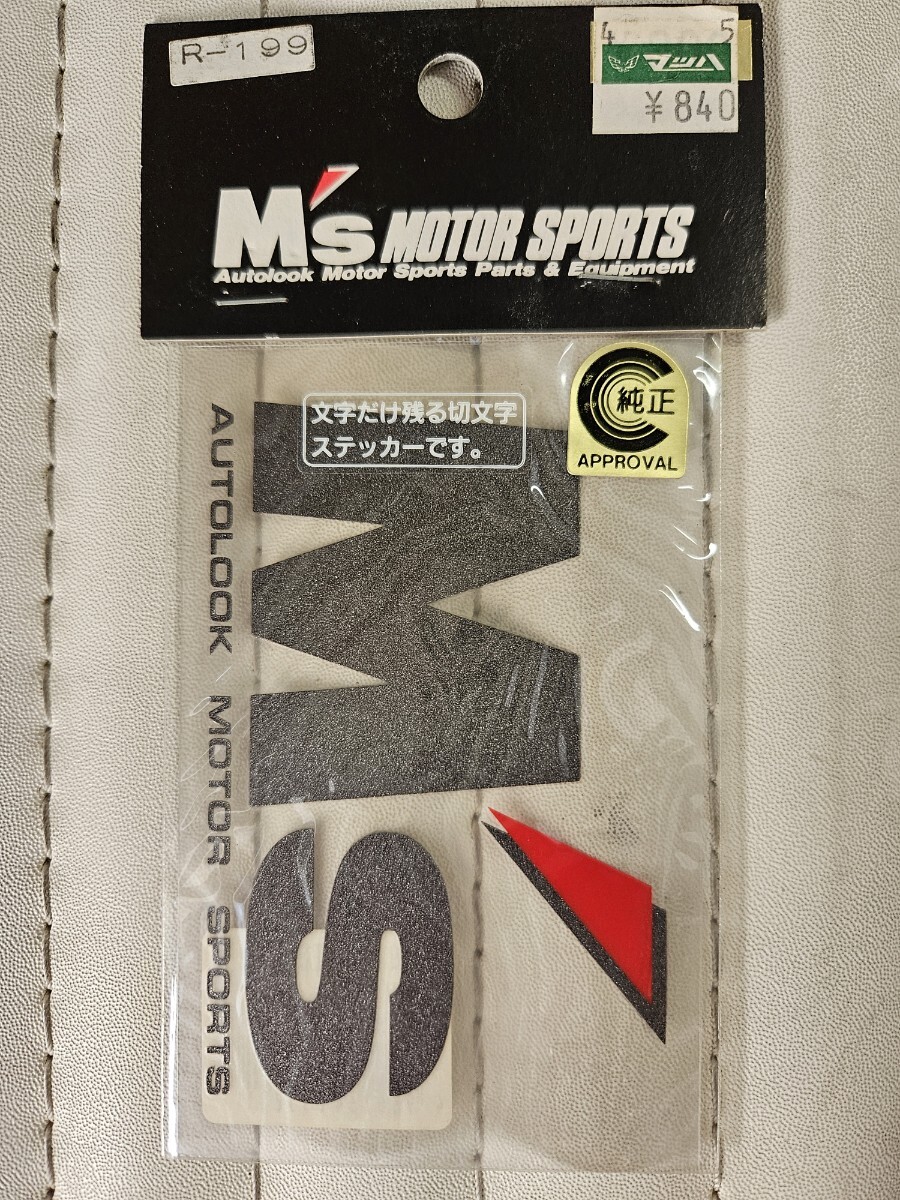 R-199
4 5
マッハ
¥840
M's MOTOR SPORTS
Autolook Motor Sports Parts & Equipment
文字だけ残る切文字
ステッカーです。
純正
APPROVAL
M's
AUTOLOOK MOTOR SPORTS